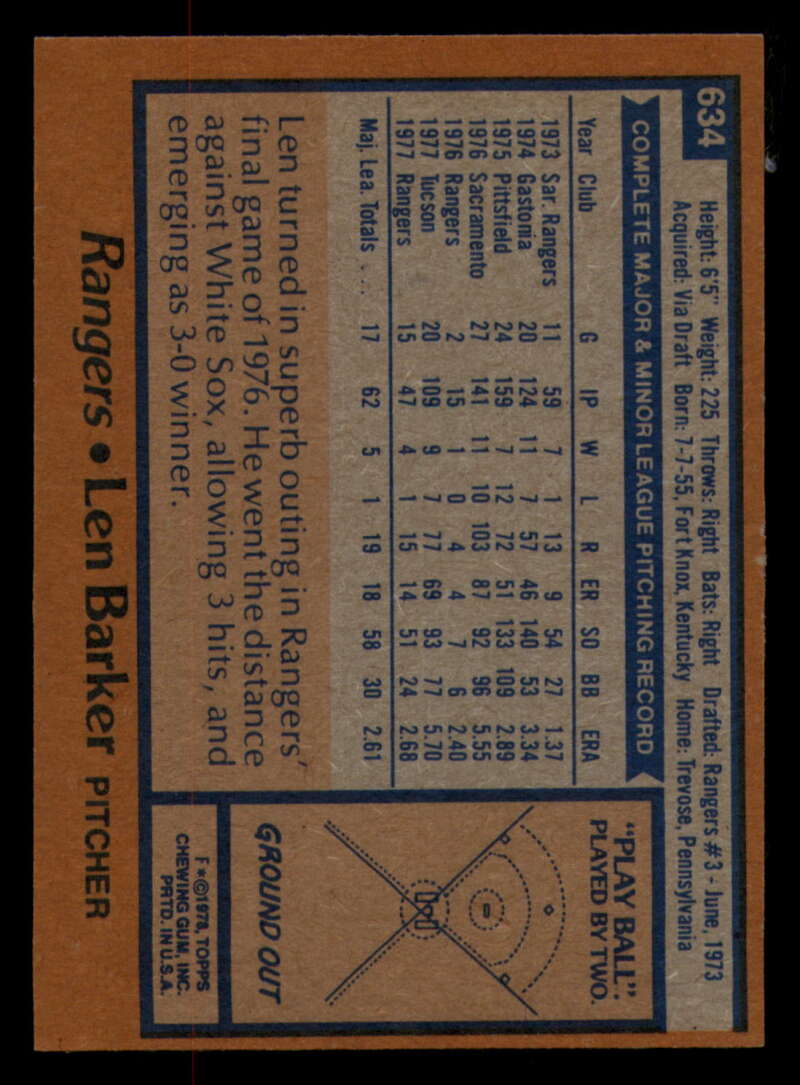 634
Height: 6'5" Weight: 225 Throws: Right Bats: Right Drafted: Rangers #3 - June, 1973
Acquired: Via Draft Born: 7-7-55, Fort Knox, Kentucky Home: Trevose, Pennsylvania
COMPLETE MAJOR & MINOR LEAGUE PITCHING RECORD
Year Club G IP W L R ER SO BB ERA
1973 Sar. Rangers 11 59 7 1 13 9 54 27 1.37
1974 Gastonia 20 124 11 7 57 46 140 53 3.34
1975 Pittsfield 24 159 7 12 72 51 133 109 2.89
1976 Sacramento 27 141 11 10 103 87 92 96 5.55
1976 Rangers 2 15 1 0 4 4 7 6 2.40
1977 Tucson 20 109 9 7 77 69 93 77 5.70
1977 Rangers 15 47 4 1 15 14 51 24 2.68
Maj. Lea. Totals . . . 17 62 5 1 19 18 58 30 2.61
Len turned in superb outing in Rangers'
final game of 1976. He went the distance
against White Sox, allowing 3 hits, and
emerging as 3-0 winner.
"PLAY BALL":
PLAYED BY TWO.
GROUND OUT
F*©1978, TOPPS
CHEWING GUM, INC.
PRTD. IN U.S.A.
Rangers • Len Barker PITCHER